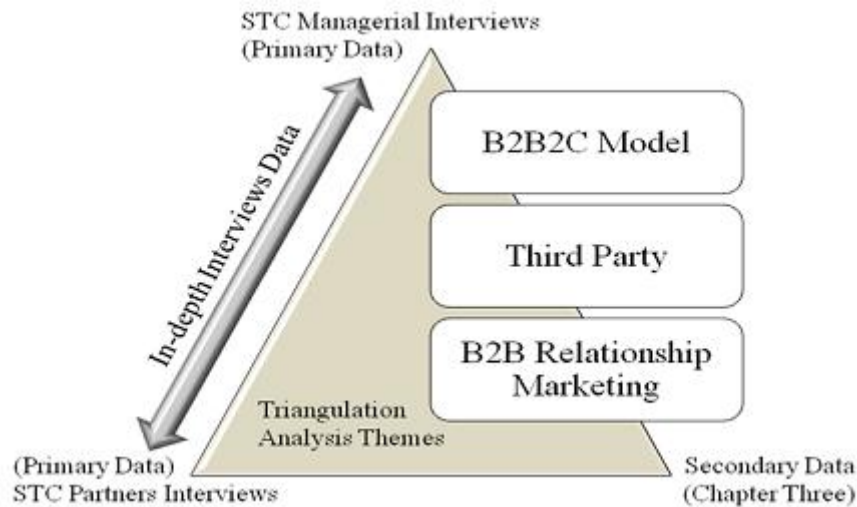 STC Managerial Interviews
(Primary Data)
In-depth Interviews Data
B2B2C Model
Third Party
B2B Relationship
Marketing
Triangulation
Analysis Themes
(Primary Data)
STC Partners Interviews
Secondary Data
(Chapter Three)